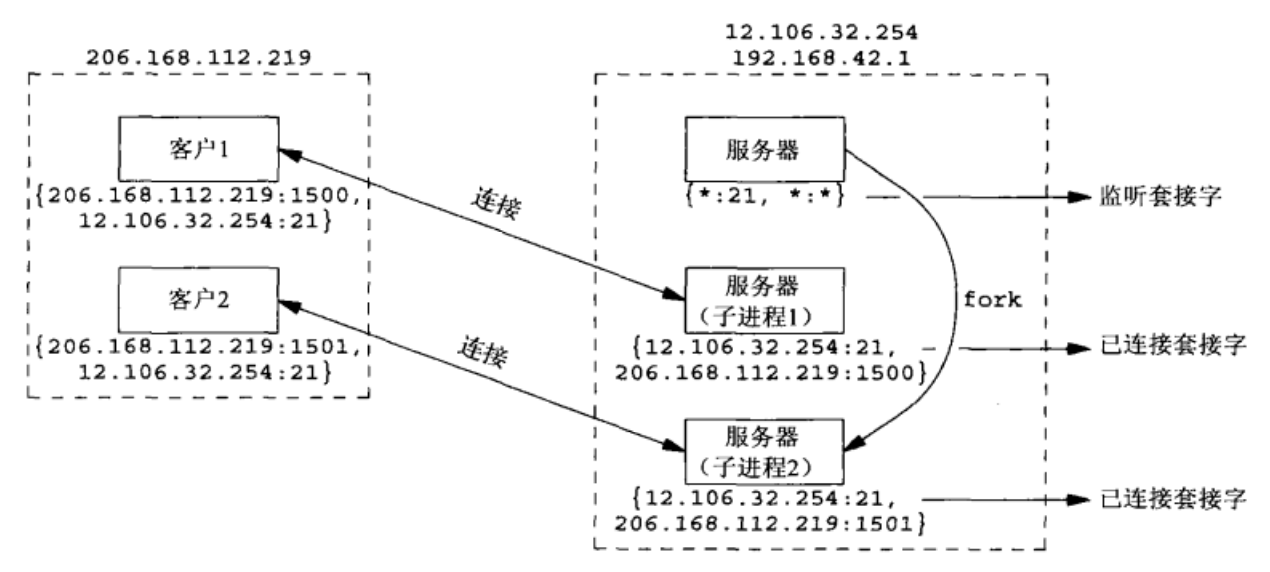 206.168.112.219
客户1
{206.168.112.219:1500,
12.106.32.254:21}
客户2
{206.168.112.219:1501,
12.106.32.254:21}
连接
连接
12.106.32.254
192.168.42.1
服务器
{*:21, *:*}
监听套接字
fork
服务器
（子进程1）
{12.106.32.254:21,
206.168.112.219:1500}
已连接套接字
服务器
（子进程2）
{12.106.32.254:21,
206.168.112.219:1501}
已连接套接字